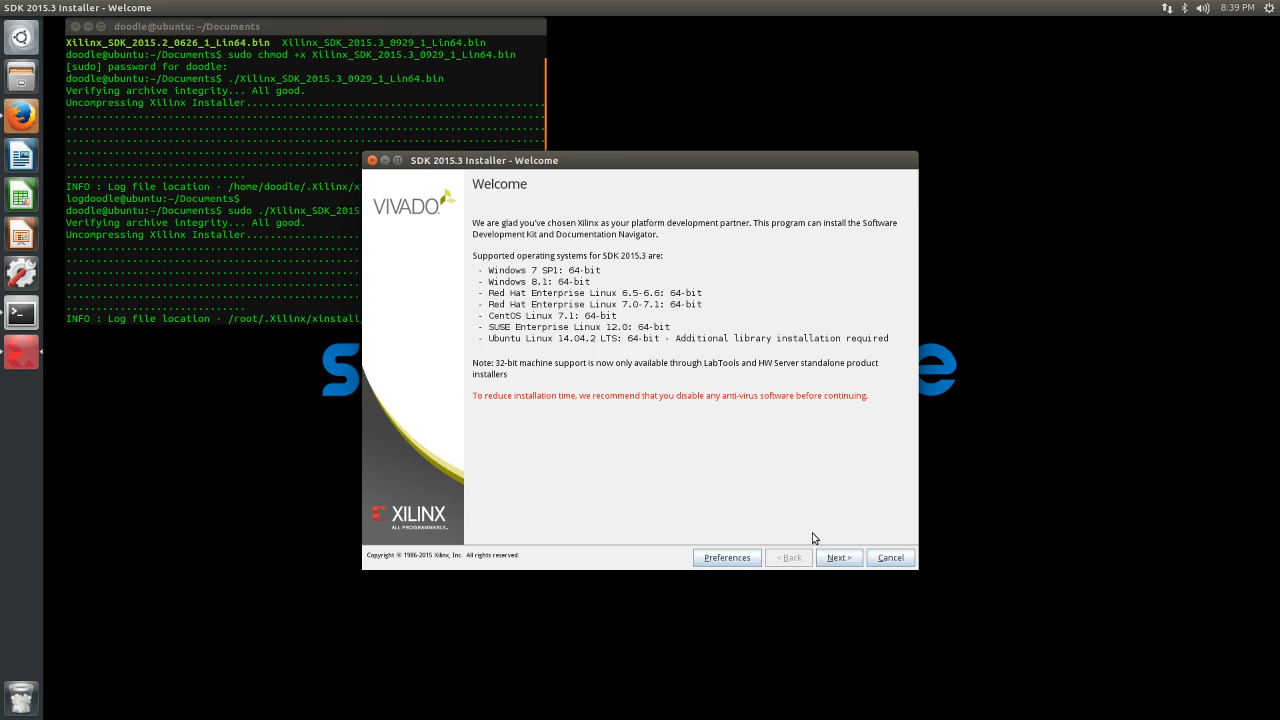 SDK 2015.3 Installer - Welcome
8:39 PM
doodle@ubuntu: ~/Documents
Xilinx_SDK_2015.2_0626_1_Lin64.bin  Xilinx_SDK_2015.3_0929_1_Lin64.bin
doodle@ubuntu:~/Documents$ sudo chmod +x Xilinx_SDK_2015.3_0929_1_Lin64.bin
[sudo] password for doodle:
doodle@ubuntu:~/Documents$ ./Xilinx_SDK_2015.3_0929_1_Lin64.bin
Verifying archive integrity... All good.
Uncompressing Xilinx Installer..................................................
................................................................................
................................................................................
................................................................................
INFO : Log file location - /home/doodle/.Xilinx/x
logdoodle@ubuntu:~/Documents$
doodle@ubuntu:~/Documents$ sudo ./Xilinx_SDK_2015
Verifying archive integrity... All good.
Uncompressing Xilinx Installer...................
INFO : Log file location - /root/.Xilinx/xinstall/
SDK 2015.3 Installer - Welcome
VIVADO.
Welcome
We are glad you've chosen Xilinx as your platform development partner. This program can install the Software
Development Kit and Documentation Navigator.
Supported operating systems for SDK 2015.3 are:
- Windows 7 SP1: 64-bit
- Windows 8.1: 64-bit
- Red Hat Enterprise Linux 6.5-6.6: 64-bit
- Red Hat Enterprise Linux 7.0-7.1: 64-bit
- CentOS Linux 7.1: 64-bit
- SUSE Enterprise Linux 12.0: 64-bit
- Ubuntu Linux 14.04.2 LTS: 64-bit - Additional library installation required
Note: 32-bit machine support is now only available through LabTools and HW Server standalone product
installers
To reduce installation time, we recommend that you disable any anti-virus software before continuing.
XILINX
ALL PROGRAMMABLE.
Copyright © 1986-2015 Xilinx, Inc. All rights reserved.
Preferences
< Back
Next >
Cancel